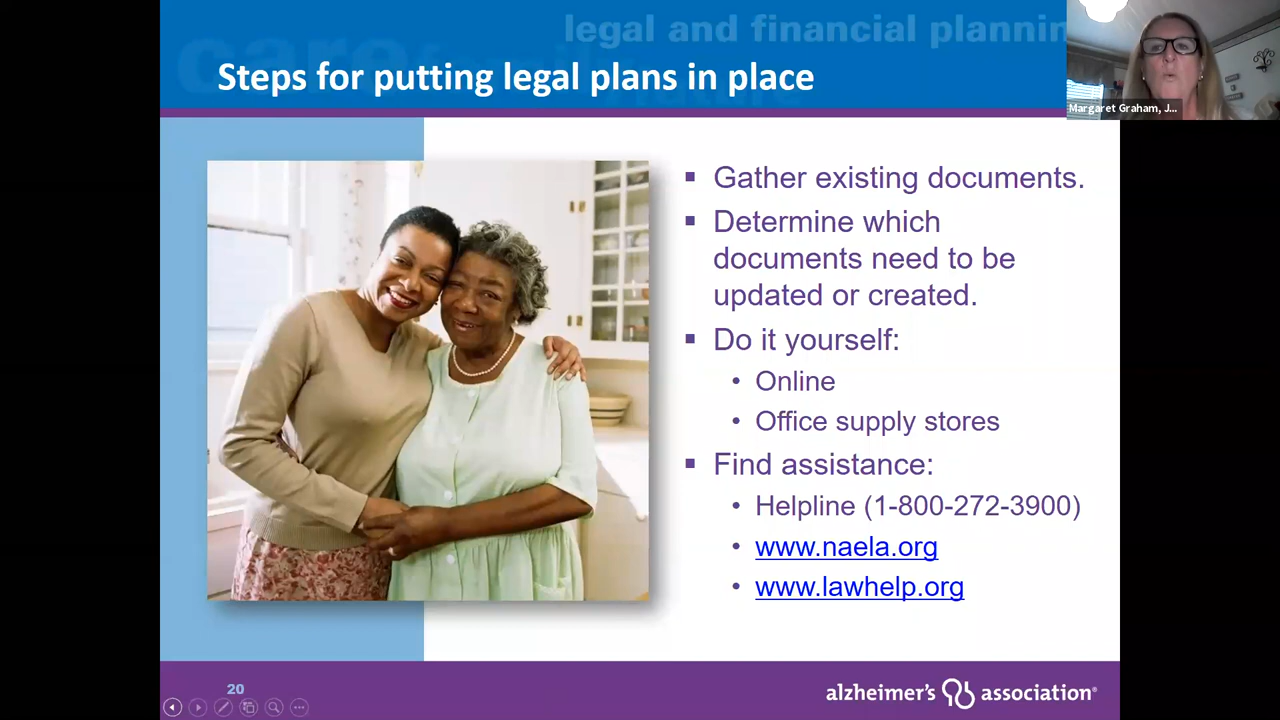 legal and financial planning
Steps for putting legal plans in place
Margaret Graham, J...
▪ Gather existing documents.
▪ Determine which
documents need to be
updated or created.
▪ Do it yourself:
• Online
• Office supply stores
▪ Find assistance:
• Helpline (1-800-272-3900)
• www.naela.org
• www.lawhelp.org
20
alzheimer's association®